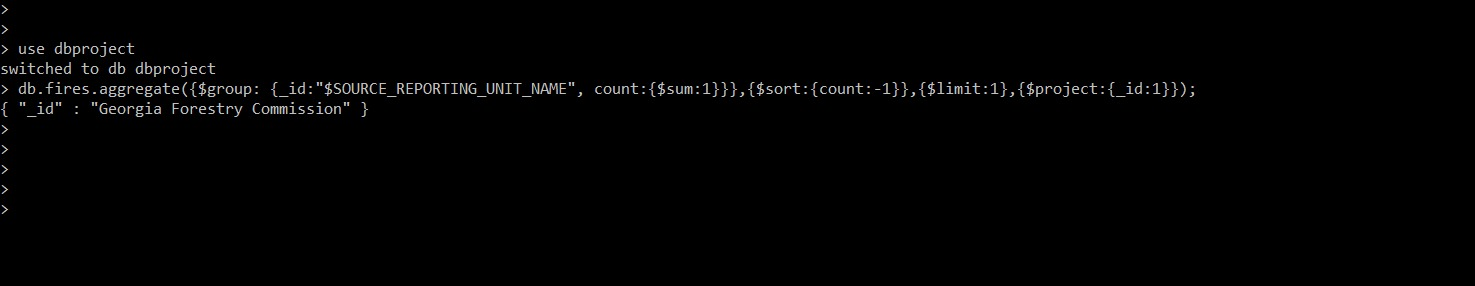 >
>
> use dbproject
switched to db dbproject
> db.fires.aggregate({$group: {_id:"$SOURCE_REPORTING_UNIT_NAME", count:{$sum:1}}},{$sort:{count:-1}},{$limit:1},{$project:{_id:1}});
{ "_id" : "Georgia Forestry Commission" }
>
>
>
>
>